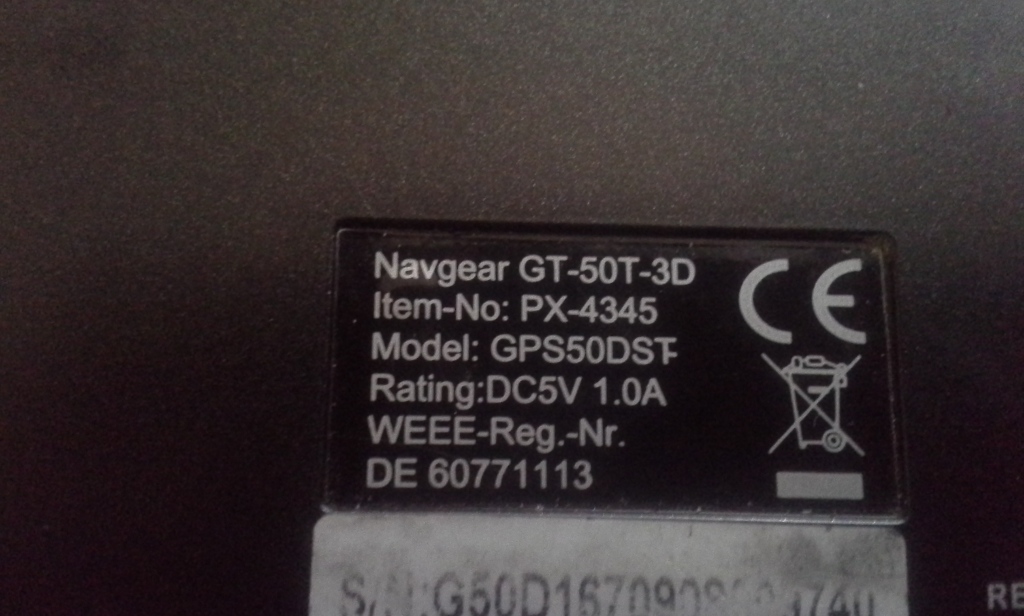 Navgear GT-50T-3D
Item-No: PX-4345
Model: GPS50DST
Rating:DC5V 1.0A
WEEE-Reg.-Nr.
DE 60771113
CE